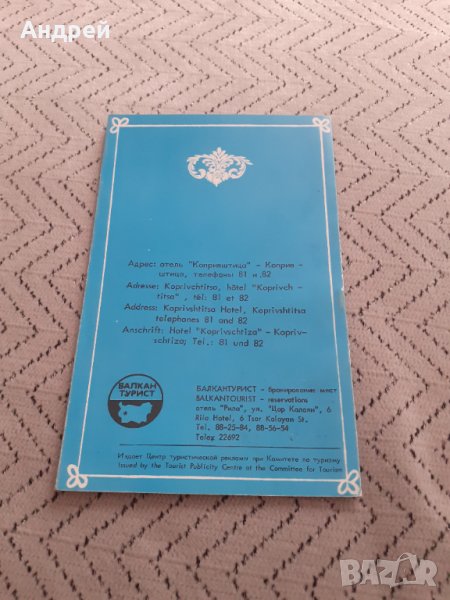 Андрей
Адрес: отель "Копривштица" – Коприв –
штица, телефоны 81 и 82
Adresse: Koprivchtitsa, hôtel "Koprivch –
titsa" , tél: 81 et 82
Address: Koprivshtitsa Hotel, Koprivshtitsa
telephones 81 and 82
Anschrift: Hotel "Koprivschtiza" – Kopriv–
schtiza; Tel.: 81 und 82
БАЛКАН
ТУРИСТ
БАЛКАНТУРИСТ – бронирование мест
BALKANTOURIST – reservations
отель "Рила", ул. "Цар Калоян", 6
Rila Hotel, 6 Tsar Kaloyan St.
Tel. 88-25-84, 88-56-54
Telex 22692
Издает Центр туристической рекламы при Комитете по туризму
Issued by the Tourist Publicity Centre at the Committee for Tourism
BAZAR